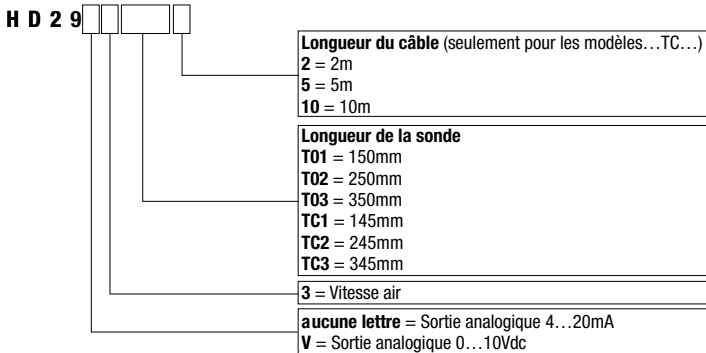 HD29
Longueur du câble (seulement pour les modèles…TC…)
2 = 2m
5 = 5m
10 = 10m
Longueur de la sonde
T01 = 150mm
T02 = 250mm
T03 = 350mm
TC1 = 145mm
TC2 = 245mm
TC3 = 345mm
3 = Vitesse air
aucune lettre = Sortie analogique 4…20mA
V = Sortie analogique 0…10Vdc